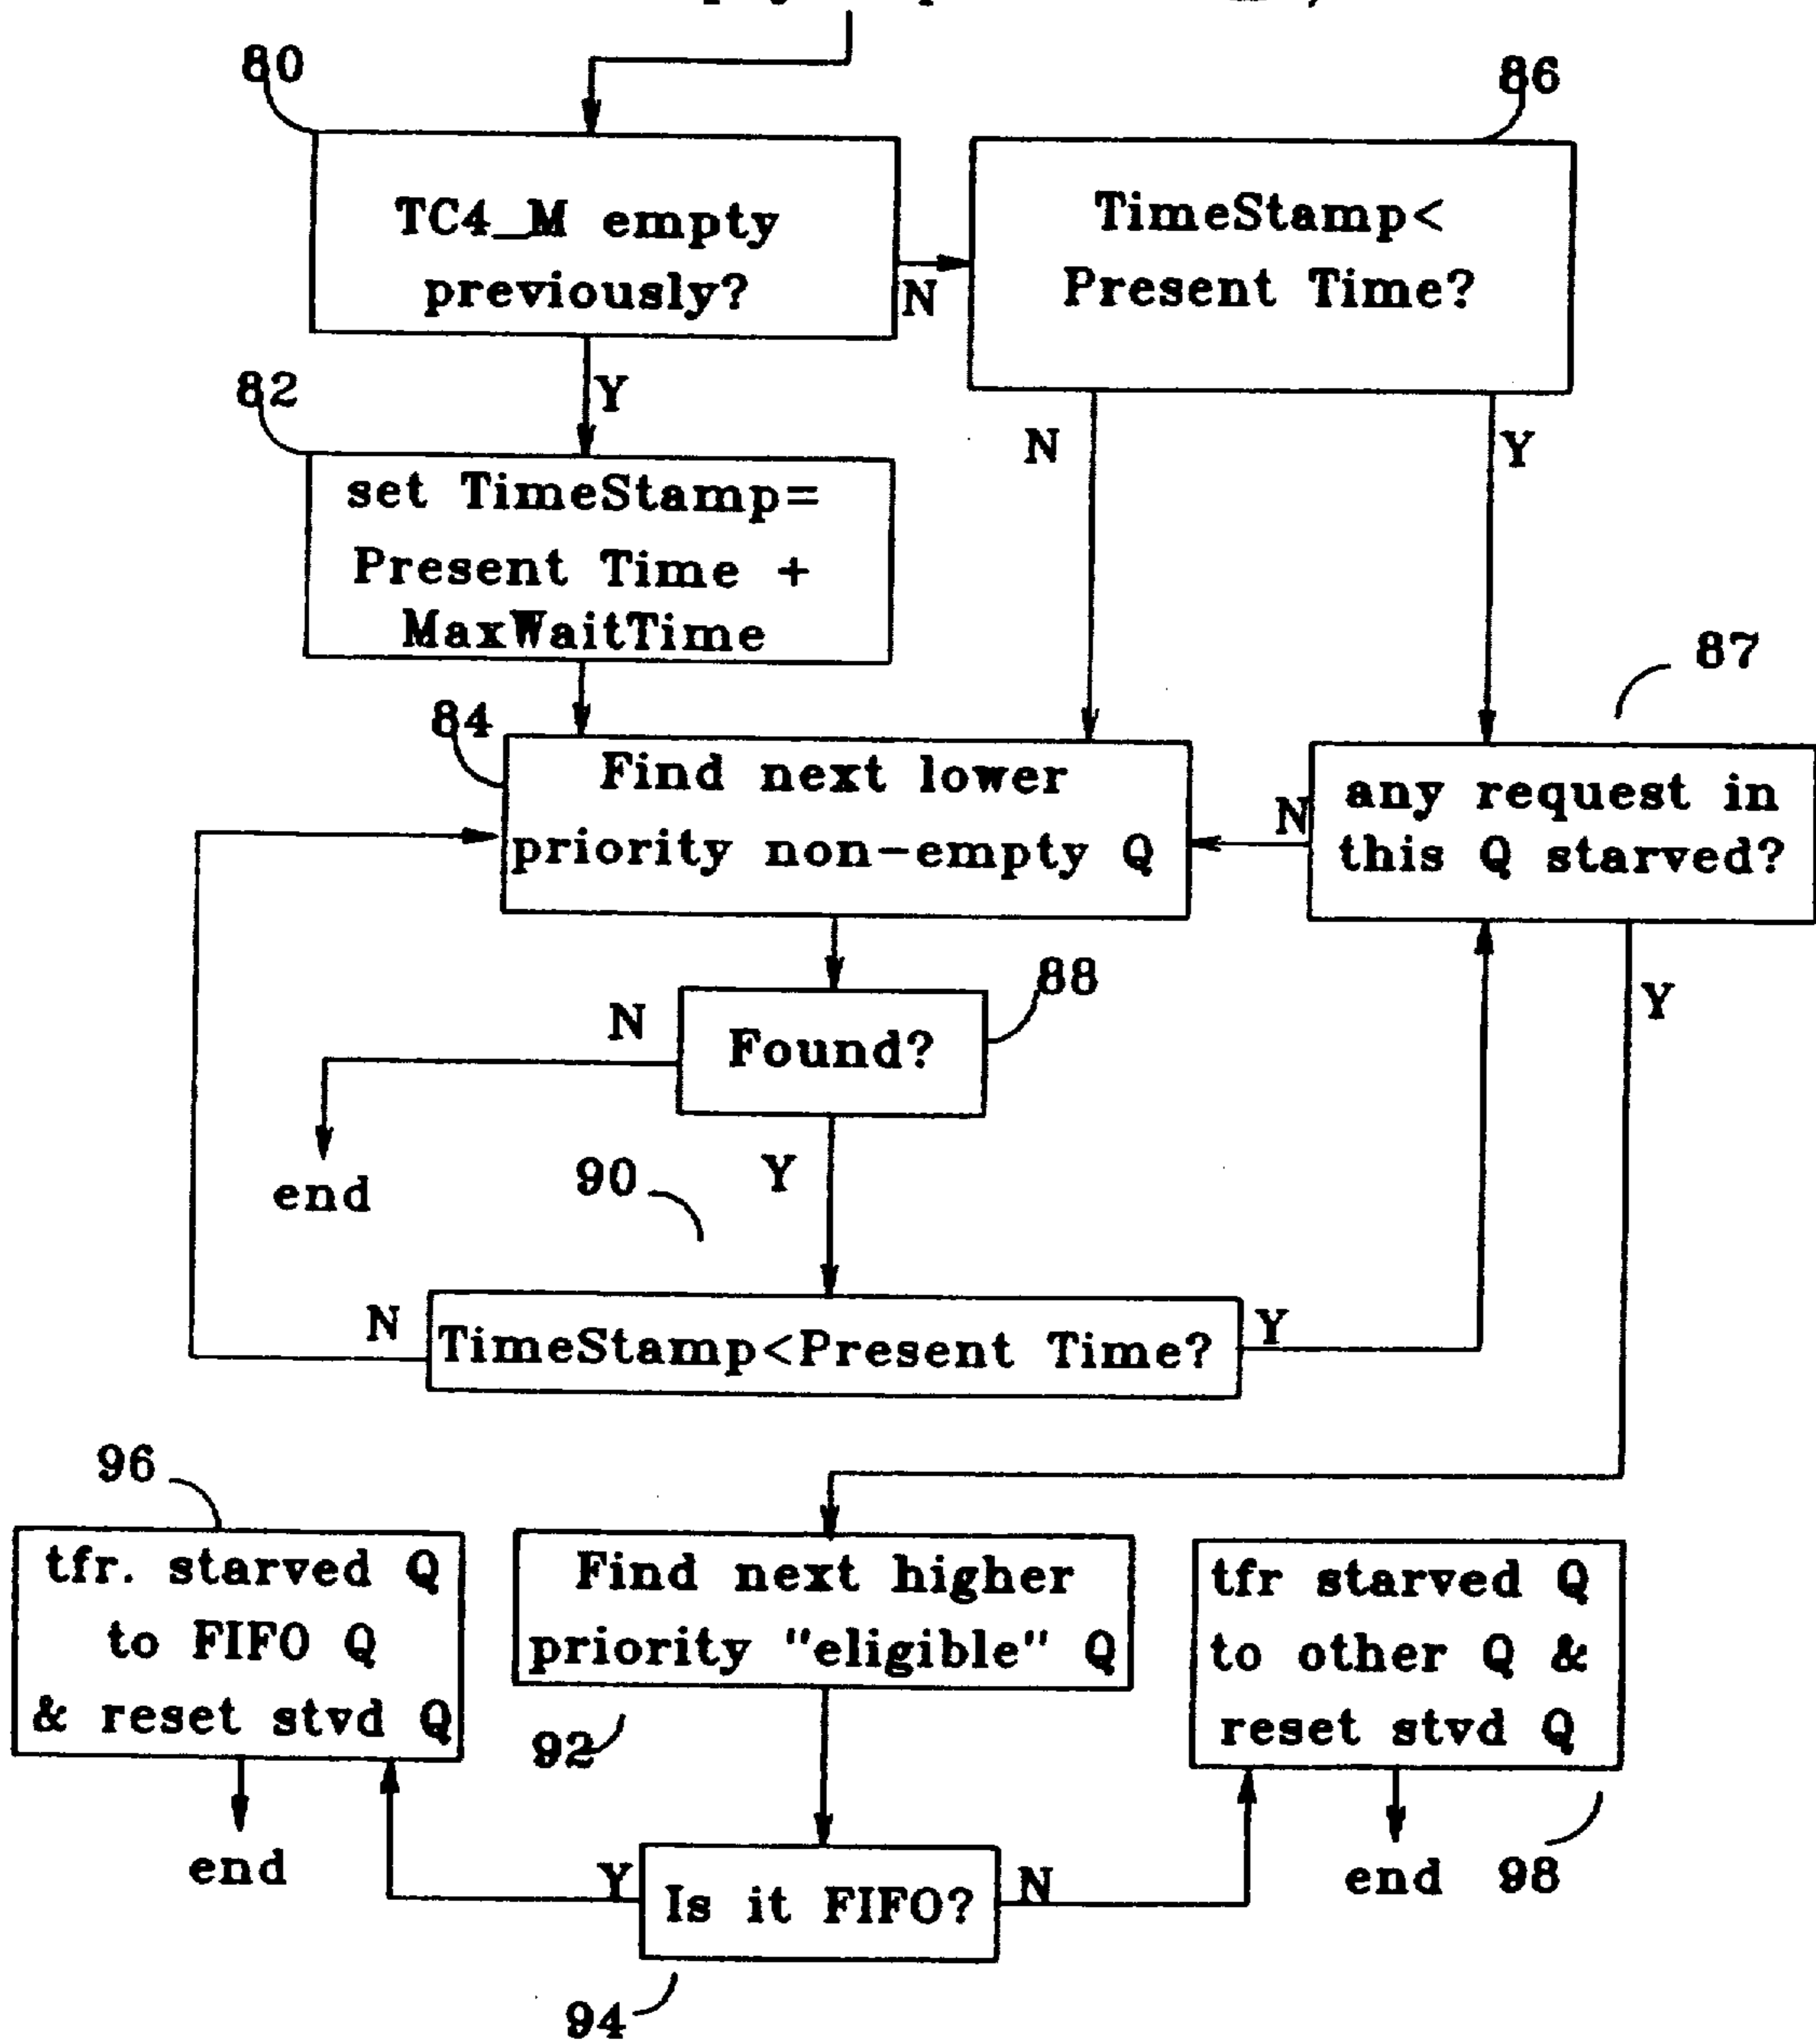 80
86
TC4_M empty
previously?
TimeStamp<
Present Time?
N
82
Y
N
Y
set TimeStamp=
Present Time +
MaxWaitTime
87
84
Find next lower
priority non-empty Q
N
any request in
this Q starved?
88
N
Found?
Y
end
90
Y
N
TimeStamp<Present Time?
Y
96
tfr. starved Q
to FIFO Q
& reset stvd Q
Find next higher
priority "eligible" Q
tfr starved Q
to other Q &
reset stvd Q
92
end
Y
Is it FIFO?
N
end
98
94